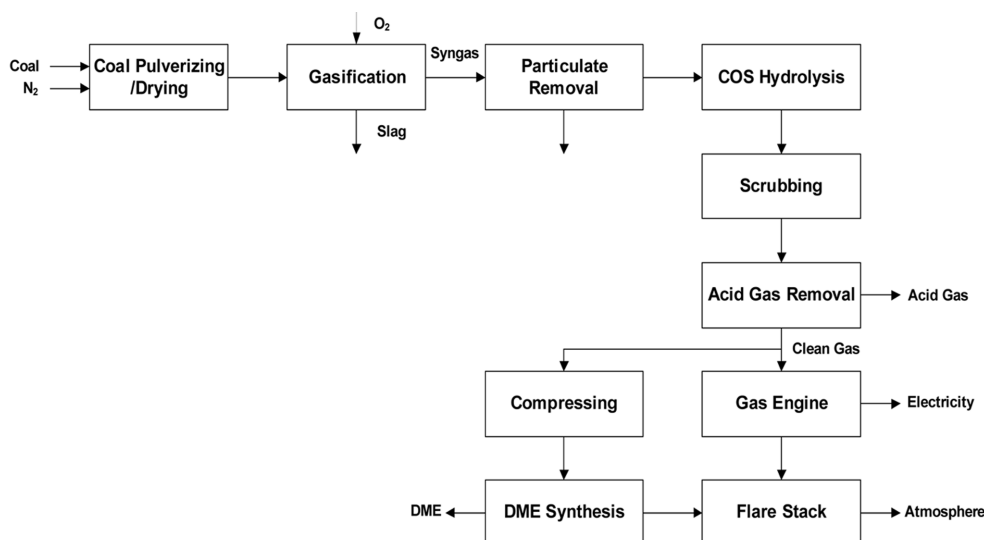 O2
Coal
N2
Coal Pulverizing
/Drying
Gasification
Syngas
Particulate
Removal
COS Hydrolysis
Slag
Scrubbing
Acid Gas Removal
Acid Gas
Clean Gas
Compressing
Gas Engine
Electricity
DME
DME Synthesis
Flare Stack
Atmosphere